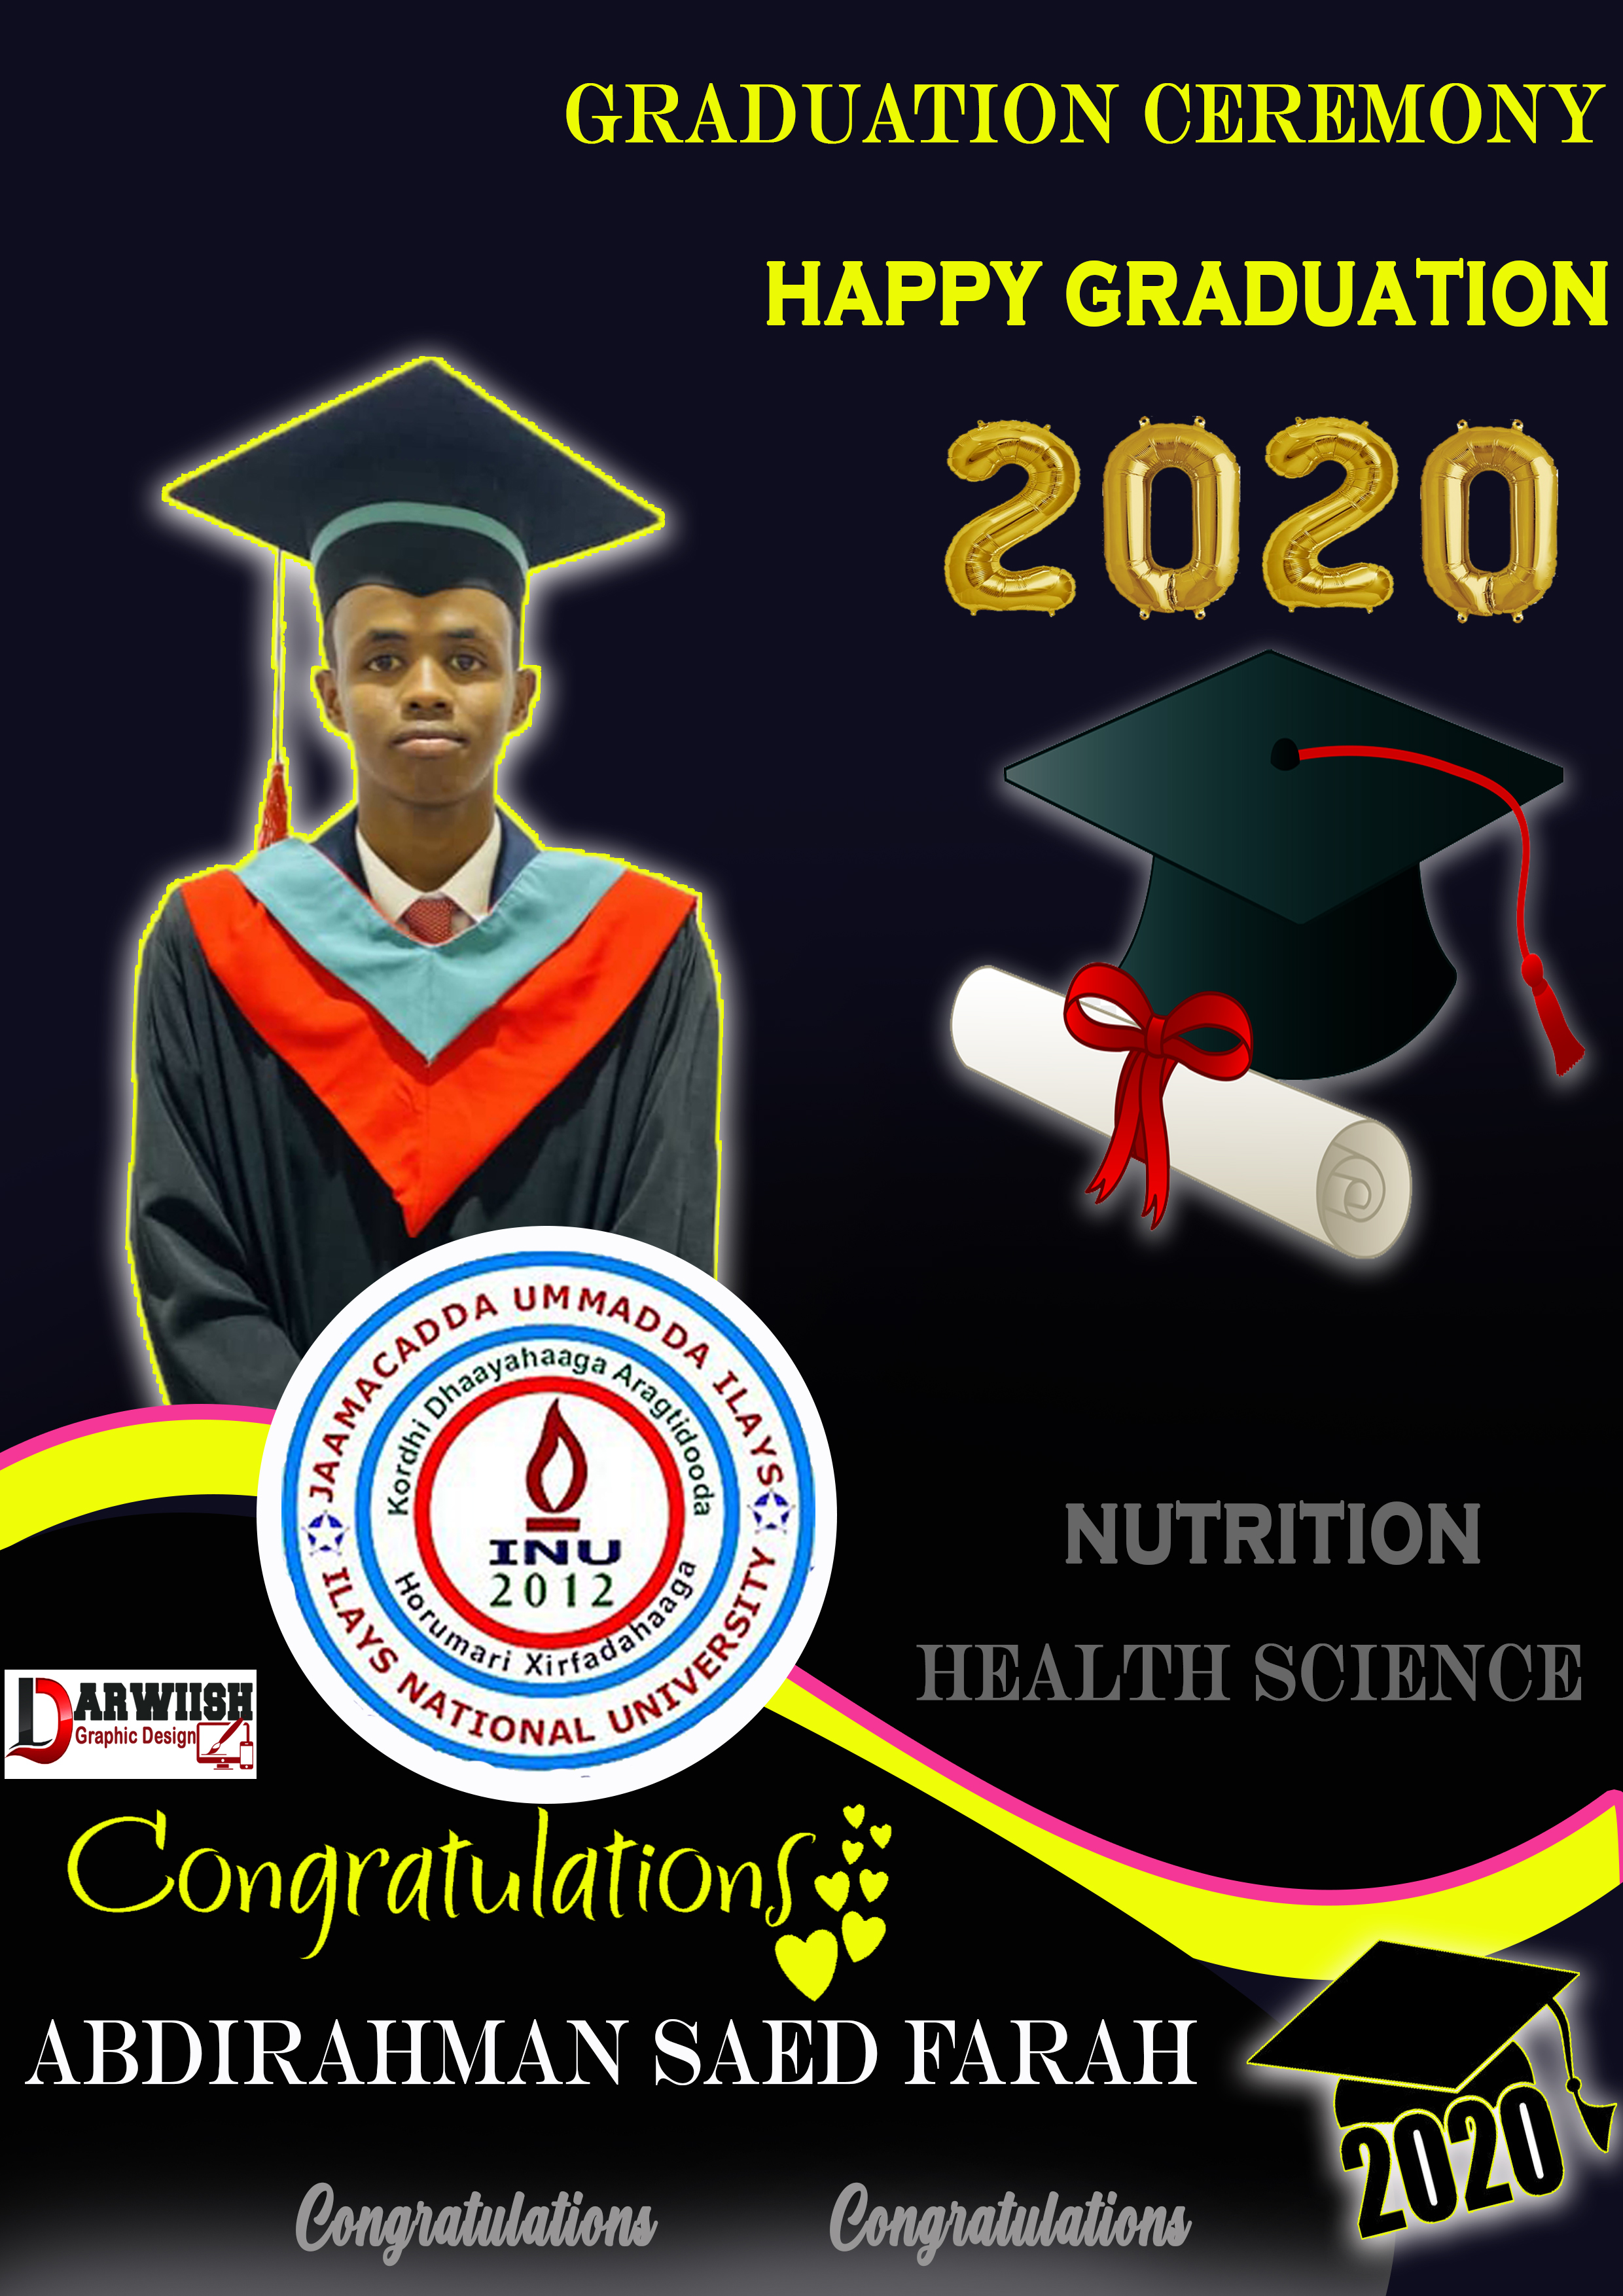 GRADUATION CEREMONY
HAPPY GRADUATION
2020
JAAMACADDA UMMADDA ILAYS
Kordhi Dhaayahaaga Aragtidooda
INU
2012
Horumari Xirfadahaaga
ILAYS NATIONAL UNIVERSITY
NUTRITION
HEALTH SCIENCE
DARWIISH
Graphic Design
Congratulations
ABDIRAHMAN SAED FARAH
2020
Congratulations Congratulations